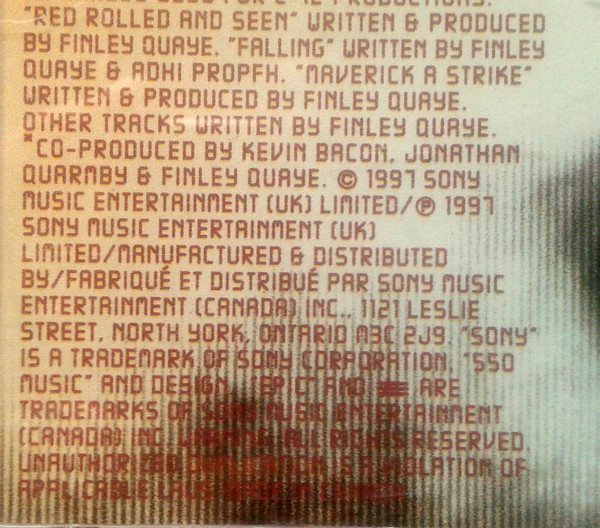 "RED ROLLED AND SEEN" WRITTEN & PRODUCED
BY FINLEY QUAYE. "FALLING" WRITTEN BY FINLEY
QUAYE & ADHI PROPFH. "MAVERICK A STRIKE"
WRITTEN & PRODUCED BY FINLEY QUAYE.
OTHER TRACKS WRITTEN BY FINLEY QUAYE.
*CO-PRODUCED BY KEVIN BACON, JONATHAN
QUARMBY & FINLEY QUAYE. © 1997 SONY
MUSIC ENTERTAINMENT (UK) LIMITED/℗ 1997
SONY MUSIC ENTERTAINMENT (UK)
LIMITED/MANUFACTURED & DISTRIBUTED
BY/FABRIQUÉ ET DISTRIBUÉ PAR SONY MUSIC
ENTERTAINMENT (CANADA) INC., 1121 LESLIE
STREET, NORTH YORK, ONTARIO M3C 2J9. "SONY"
IS A TRADEMARK OF SONY CORPORATION. "550
MUSIC" AND DESIGN, "EPIC" AND ARE
TRADEMARKS OF SONY MUSIC ENTERTAINMENT
(CANADA) INC. WARNING: ALL RIGHTS RESERVED.
UNAUTHORIZED DUPLICATION IS A VIOLATION OF
APPLICABLE LAWS